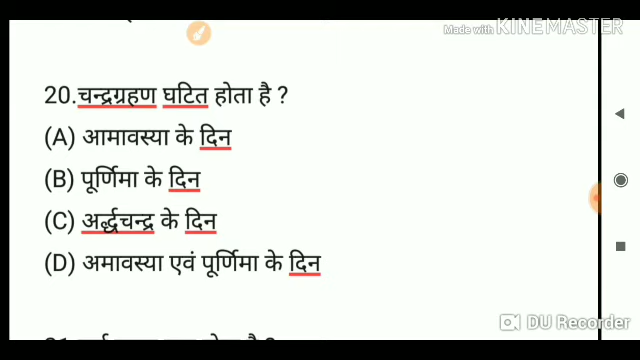 Made with KINEMASTER
20.चन्द्रग्रहण घटित होता है ?
(A) आमावस्या के दिन
(B) पूर्णिमा के दिन
(C) अर्द्धचन्द्र के दिन
(D) अमावस्या एवं पूर्णिमा के दिन
DU Recorder